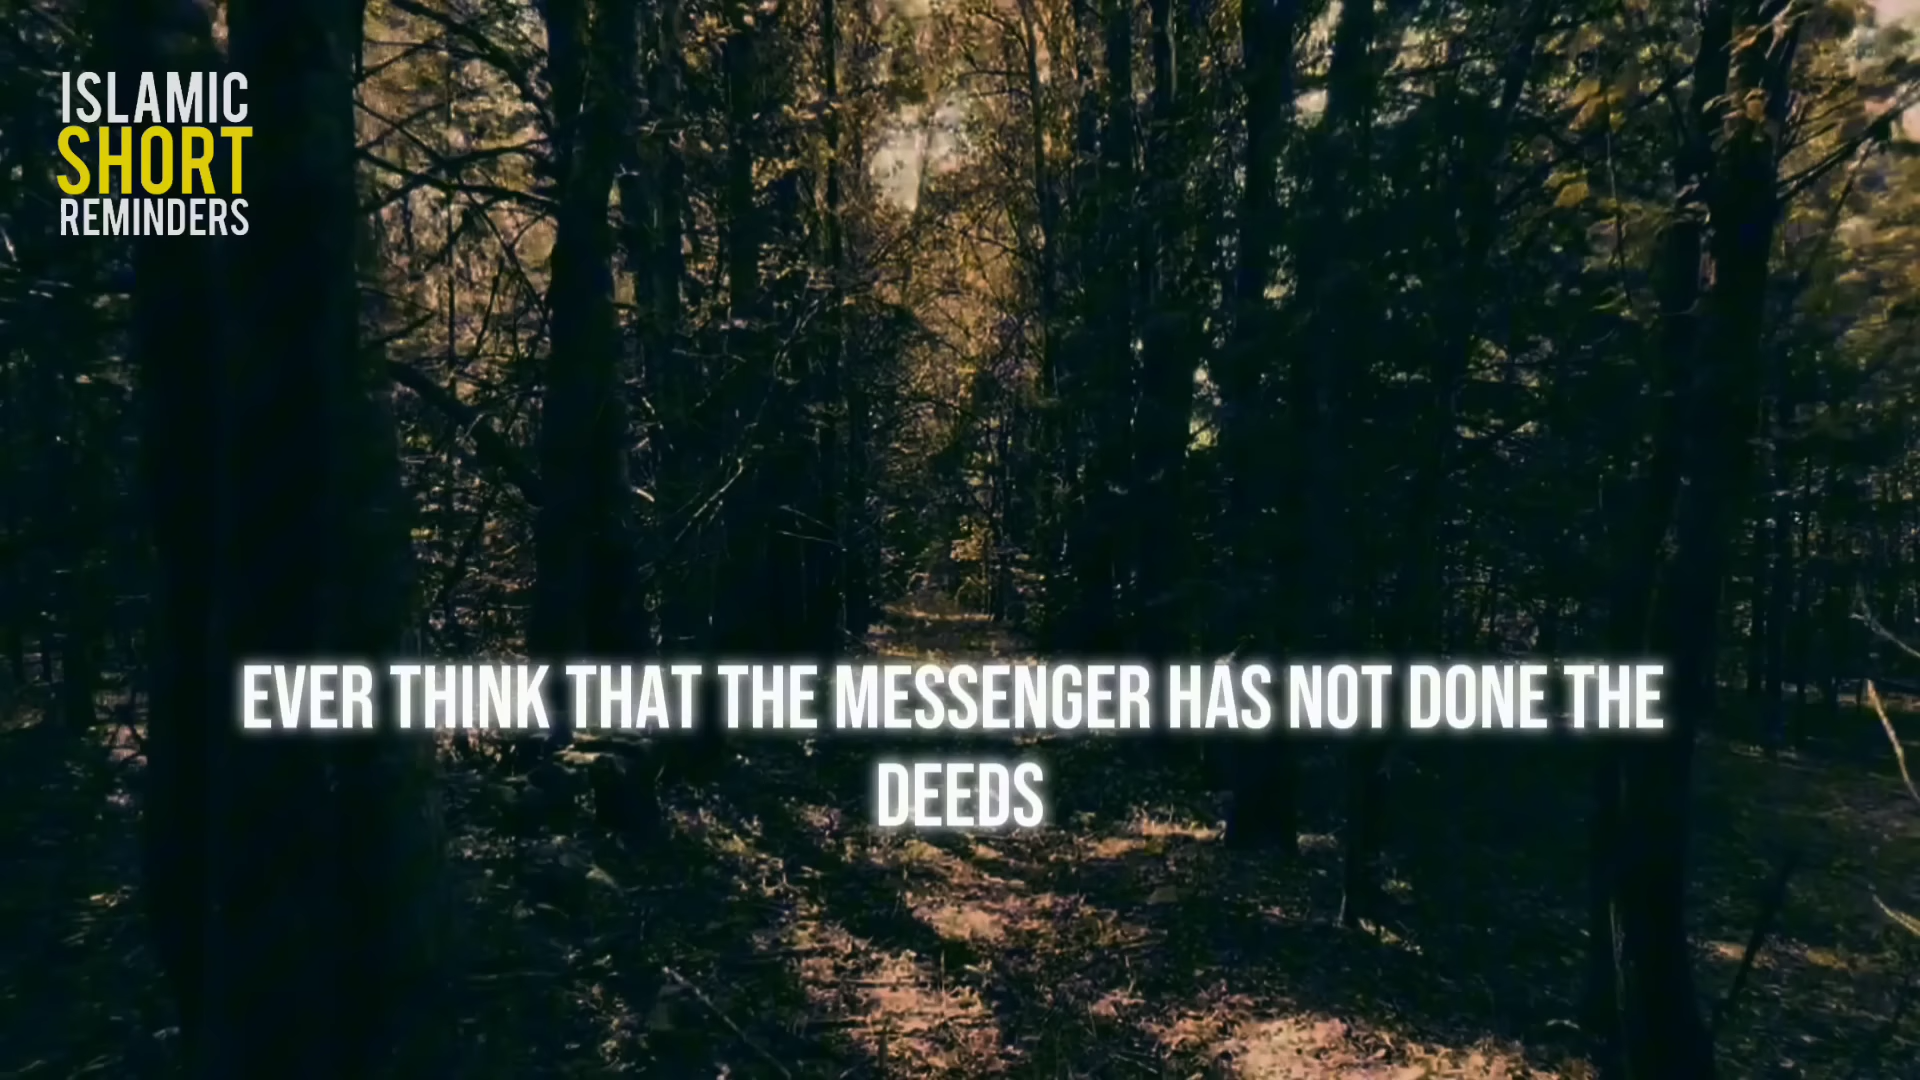 ISLAMIC
SHORT
REMINDERS
EVER THINK THAT THE MESSENGER HAS NOT DONE THE
DEEDS